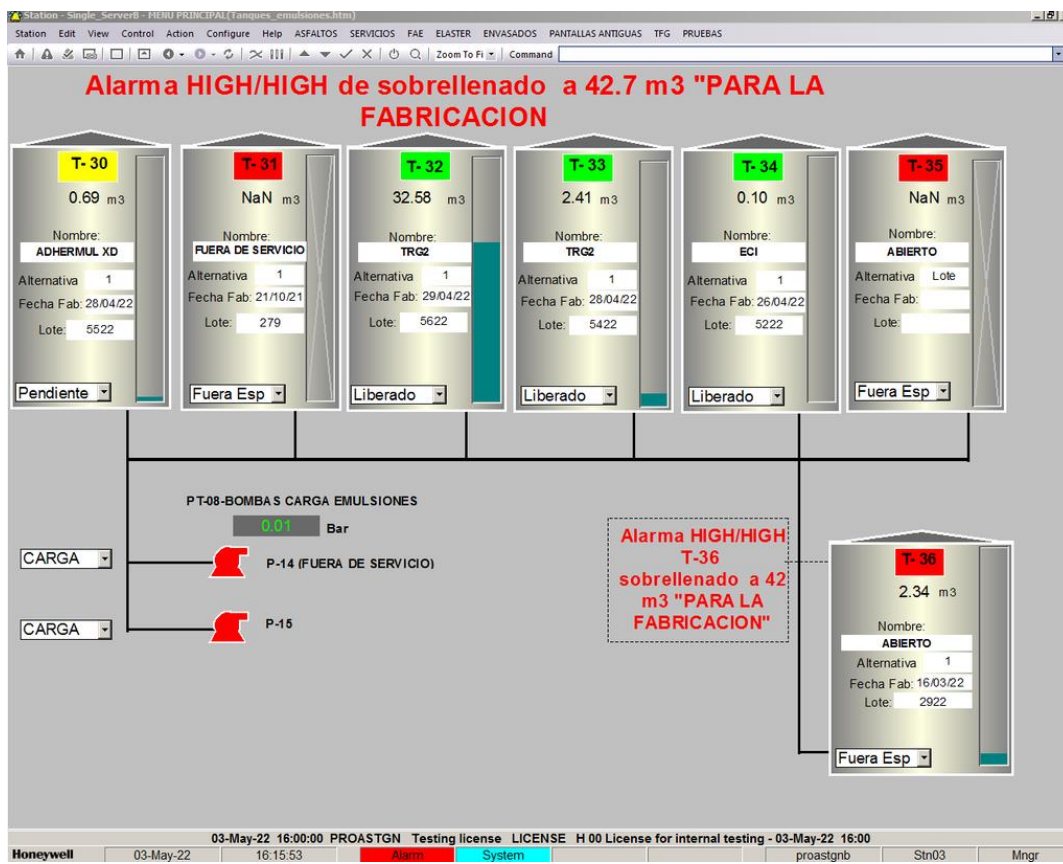 Station - Single_ServerB - MENU PRINCIPAL(Tanques_emulsiones.htm)
Station Edit View Control Action Configure Help ASFALTOS SERVICIOS FAE ELASTER ENVASADOS PANTALLAS ANTIGUAS TFG PRUEBAS
Zoom To Fi Command
Alarma HIGH/HIGH de sobrellenado a 42.7 m3 "PARA LA
FABRICACION
T- 30
0.69 m3
Nombre:
ADHERMUL XD
Alternativa 1
Fecha Fab: 28/04/22
Lote: 5522
Pendiente
T- 31
NaN m3
Nombre:
FUERA DE SERVICIO
Alternativa 1
Fecha Fab: 21/10/21
Lote: 279
Fuera Esp
T- 32
32.58 m3
Nombre:
TRG2
Alternativa 1
Fecha Fab: 29/04/22
Lote: 5622
Liberado
T- 33
2.41 m3
Nombre:
TRG2
Alternativa 1
Fecha Fab: 28/04/22
Lote: 5422
Liberado
T- 34
0.10 m3
Nombre:
ECI
Alternativa 1
Fecha Fab: 26/04/22
Lote: 5222
Liberado
T- 35
NaN m3
Nombre:
ABIERTO
Alternativa Lote
Fecha Fab:
Lote:
Fuera Esp
PT-08-BOMBAS CARGA EMULSIONES
0.01 Bar
CARGA
P-14 (FUERA DE SERVICIO)
CARGA
P-15
Alarma HIGH/HIGH
T-36
sobrellenado a 42
m3 "PARA LA
FABRICACION"
T- 36
2.34 m3
Nombre:
ABIERTO
Alternativa 1
Fecha Fab: 16/03/22
Lote: 2922
Fuera Esp
03-May-22 16:00:00 PROASTGN Testing license LICENSE H 00 License for internal testing - 03-May-22 16:00
Honeywell 03-May-22 16:15:53 Alarm System proastgnb Stn03 Mngr